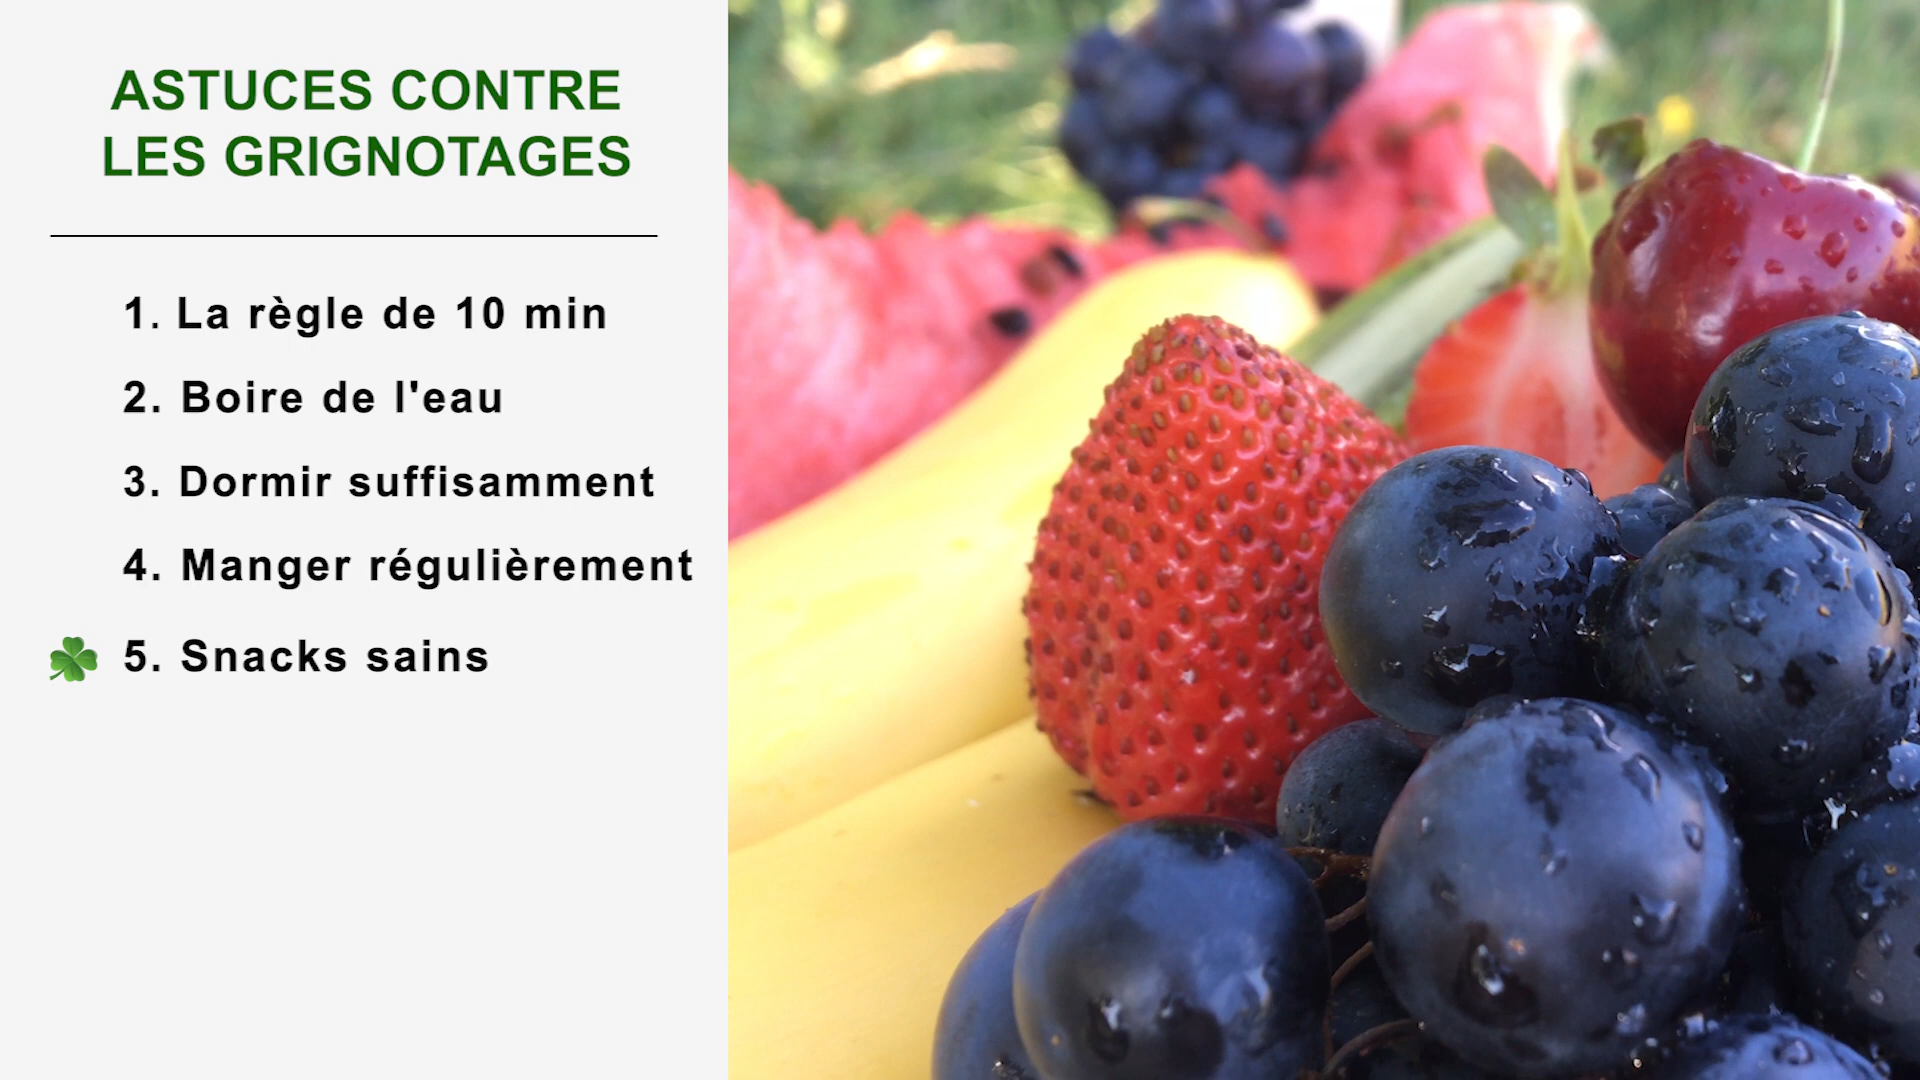 ASTUCES CONTRE
LES GRIGNOTAGES
1. La règle de 10 min
2. Boire de l'eau
3. Dormir suffisamment
4. Manger régulièrement
5. Snacks sains